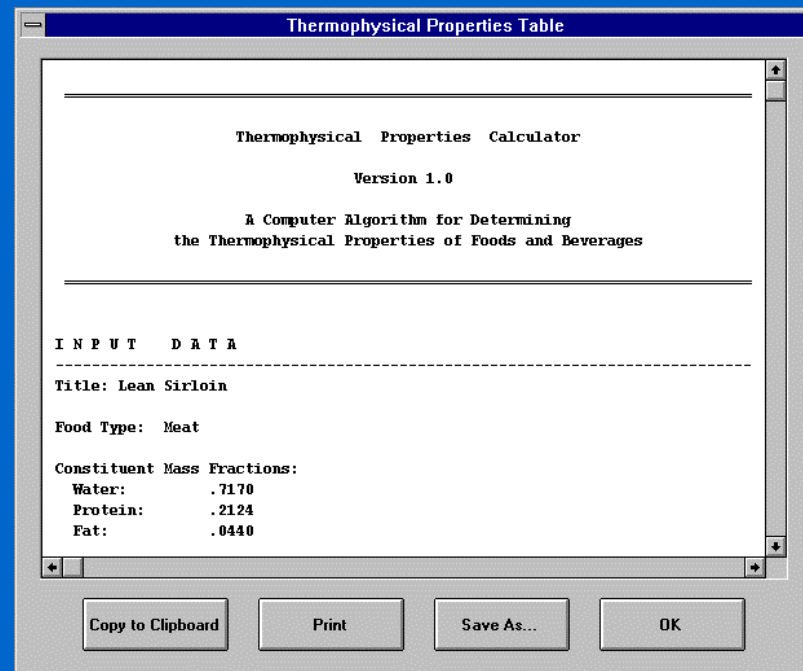 Thermophysical Properties Table
Thermophysical Properties Calculator
Version 1.0
A Computer Algorithm for Determining
the Thermophysical Properties of Foods and Beverages
I N P U T D A T A
Title: Lean Sirloin
Food Type: Meat
Constituent Mass Fractions:
Water: .7170
Protein: .2124
Fat: .0440
Copy to Clipboard Print Save As... OK